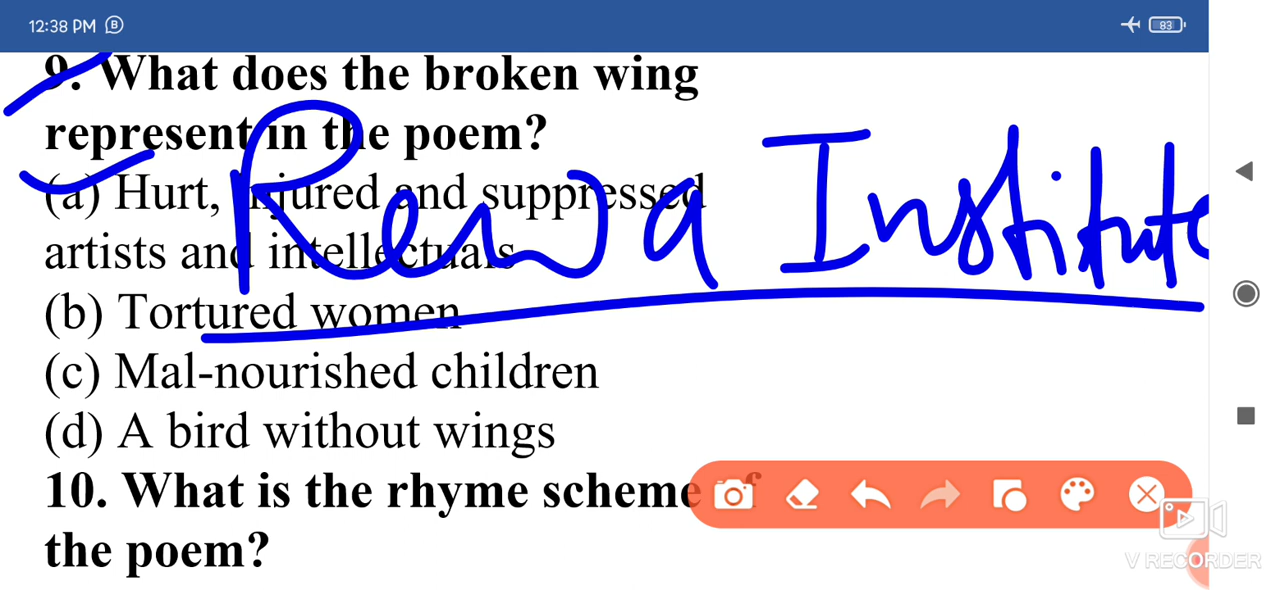 12:38 PM
83
9. What does the broken wing
represent in the poem?
Rewa Institute
(a) Hurt, injured and suppressed
artists and intellectuals
(b) Tortured women
(c) Mal-nourished children
(d) A bird without wings
10. What is the rhyme scheme of
the poem?
V RECORDER